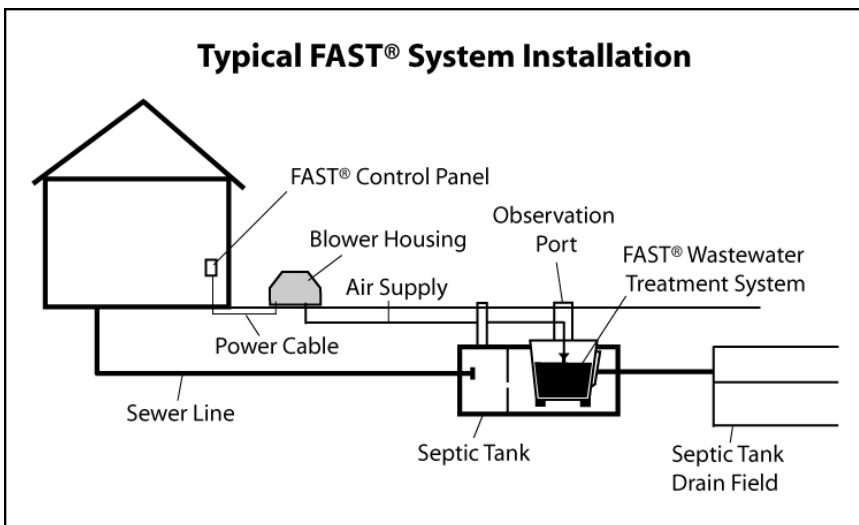 Typical FAST® System Installation
FAST® Control Panel
Observation
Port
Blower Housing
FAST® Wastewater
Treatment System
Air Supply
Power Cable
Sewer Line
Septic Tank
Septic Tank
Drain Field